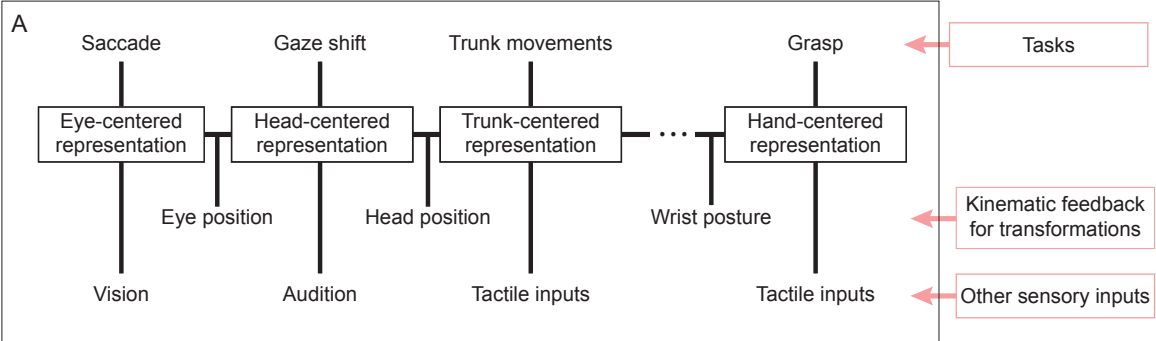 A
Saccade
Gaze shift
Trunk movements
Grasp
Tasks
Eye-centered
representation
Head-centered
representation
Trunk-centered
representation
...
Hand-centered
representation
Eye position
Head position
Wrist posture
Kinematic feedback
for transformations
Vision
Audition
Tactile inputs
Tactile inputs
Other sensory inputs